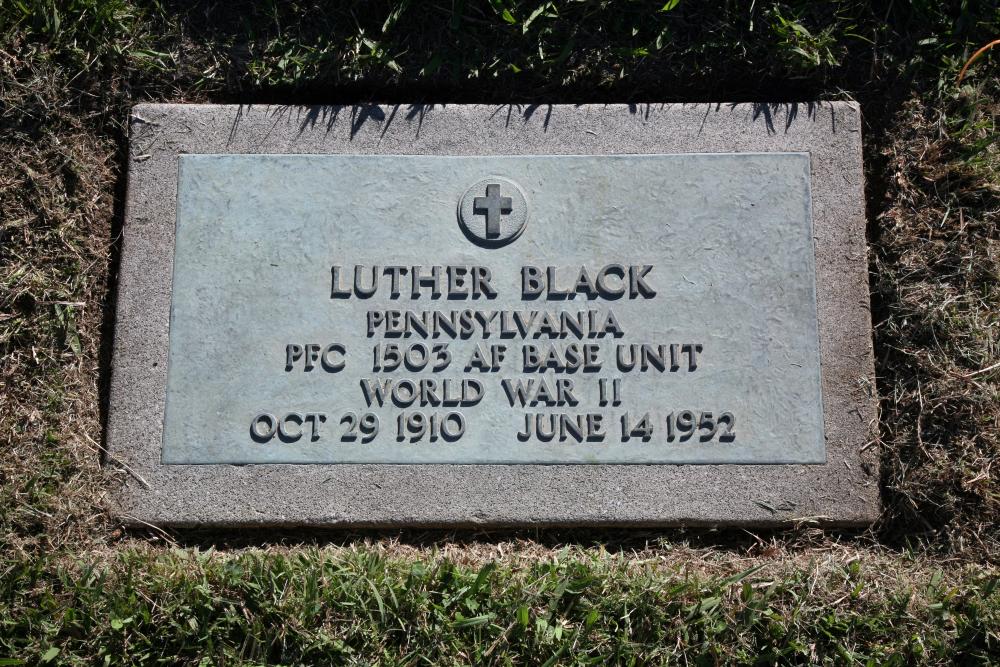 LUTHER BLACK
PENNSYLVANIA
PFC 1503 AF BASE UNIT
WORLD WAR II
OCT 29 1910 JUNE 14 1952